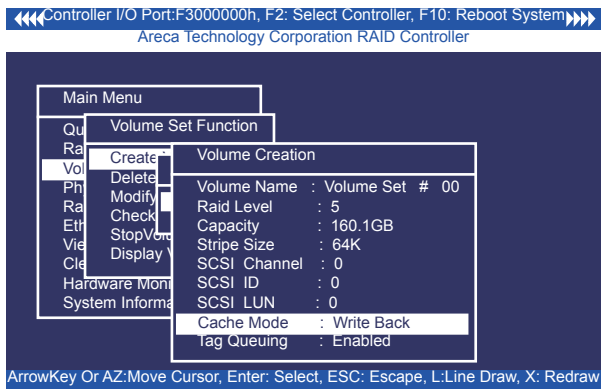 Controller I/O Port:F3000000h, F2: Select Controller, F10: Reboot System
Areca Technology Corporation RAID Controller
Main Menu
Volume Set Function
Create
Delete
Modify
Check
Display
Hardware
System
Volume Creation
Volume Name : Volume Set # 00
Raid Level : 5
Capacity : 160.1GB
Stripe Size : 64K
SCSI Channel : 0
SCSI ID : 0
SCSI LUN : 0
Cache Mode : Write Back
Tag Queuing : Enabled
ArrowKey Or AZ:Move Cursor, Enter: Select, ESC: Escape, L:Line Draw, X: Redraw